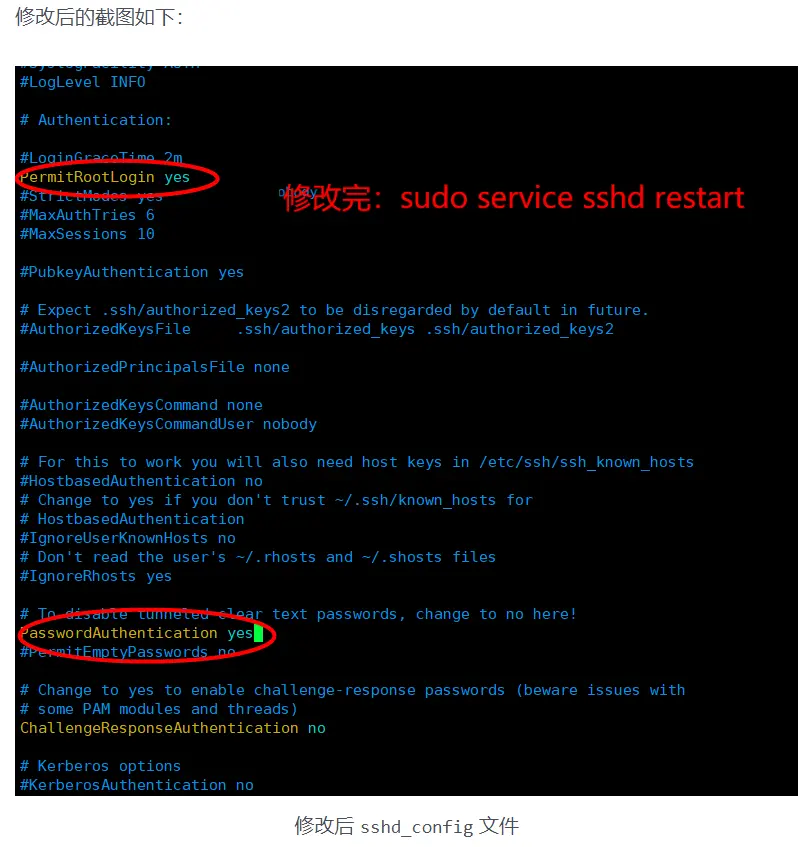 修改后的截图如下：
#LogLevel INFO
# Authentication:
#LoginGraceTime 2m
PermitRootLogin yes
#StrictModes yes
nobody
修改完：sudo service sshd restart
#MaxAuthTries 6
#MaxSessions 10
#PubkeyAuthentication yes
# Expect .ssh/authorized_keys2 to be disregarded by default in future.
#AuthorizedKeysFile     .ssh/authorized_keys .ssh/authorized_keys2
#AuthorizedPrincipalsFile none
#AuthorizedKeysCommand none
#AuthorizedKeysCommandUser nobody
# For this to work you will also need host keys in /etc/ssh/ssh_known_hosts
#HostbasedAuthentication no
# Change to yes if you don't trust ~/.ssh/known_hosts for
# HostbasedAuthentication
#IgnoreUserKnownHosts no
# Don't read the user's ~/.rhosts and ~/.shosts files
#IgnoreRhosts yes
# To disable tunneled clear text passwords, change to no here!
PasswordAuthentication yes
#PermitEmptyPasswords no
# Change to yes to enable challenge-response passwords (beware issues with
# some PAM modules and threads)
ChallengeResponseAuthentication no
# Kerberos options
#KerberosAuthentication no
修改后 sshd_config 文件